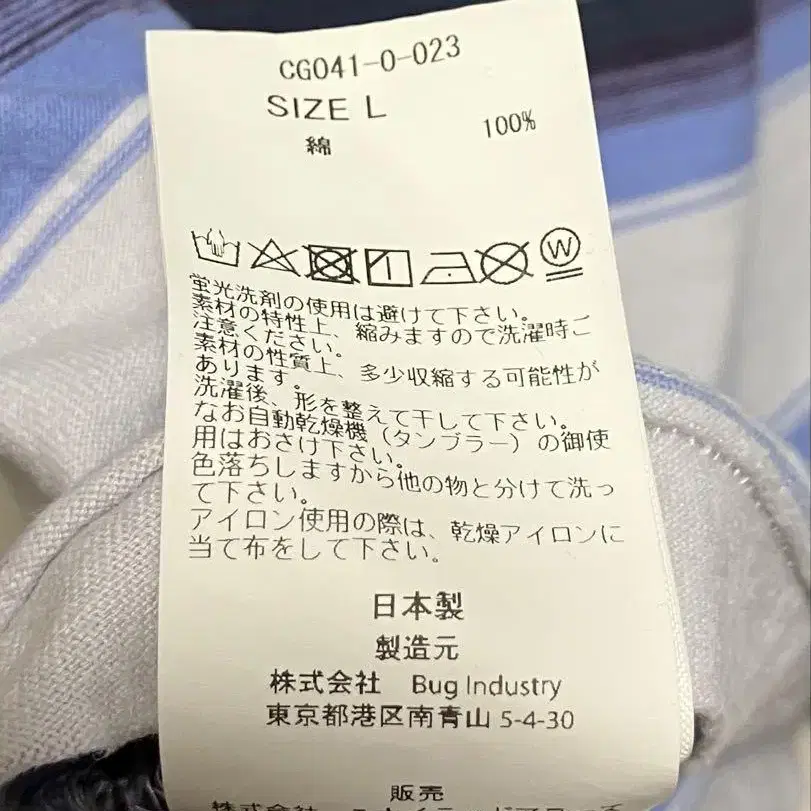 CG041-0-023
SIZE L
綿 100%
W
蛍光洗剤の使用は避けて下さい。
素材の特性上、縮みますので洗濯時ご
注意ください。
素材の性質上、多少収縮する可能性が
あります。
洗濯後、形を整えて干して下さい。
なお自動乾燥機（タンブラー）の御使
用はおさけ下さい。
色落ちしますから他の物と分けて洗っ
て下さい。
アイロン使用の際は、乾燥アイロンに
当て布をして下さい。
日本製
製造元
株式会社 Bug Industry
東京都港区南青山 5-4-30
販売
株式会社